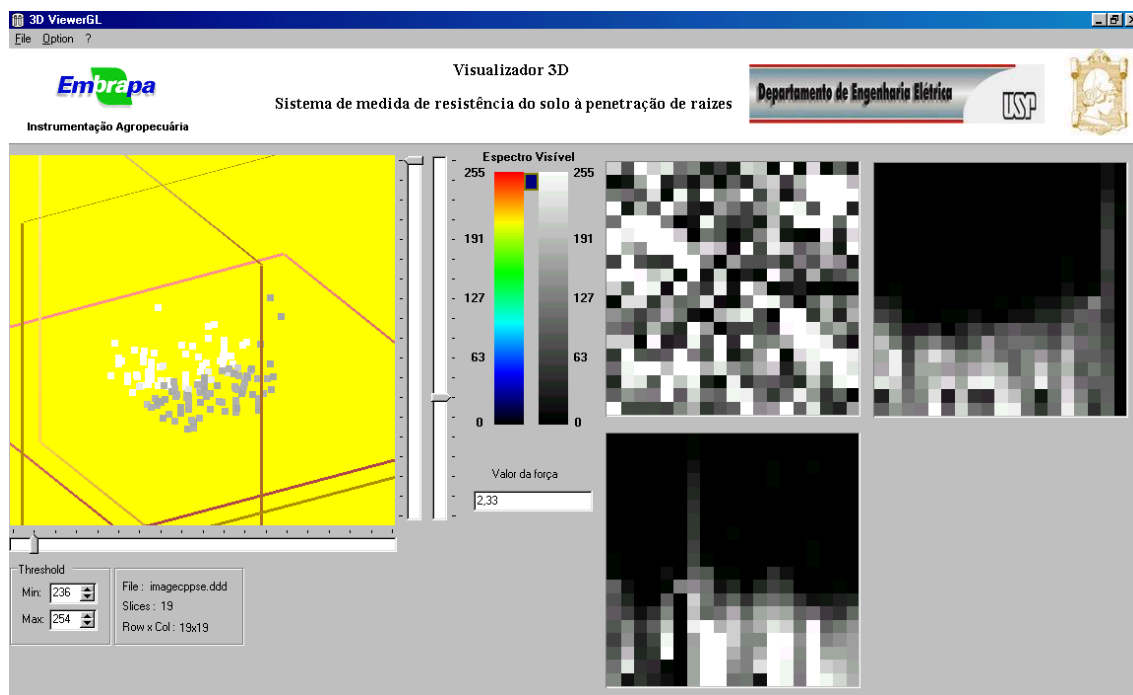 3D ViewerGL
File Option ?
Embrapa
Instrumentação Agropecuária
Visualizador 3D
Sistema de medida de resistência do solo à penetração de raizes
Departamento de Engenharia Elétrica
USP
Espectro Visível
255 255
191 191
127 127
63 63
0 0
Valor da força
2,33
Threshold
Min: 236
Max: 254
File : imagecppse.ddd
Slices : 19
Row x Col : 19x19